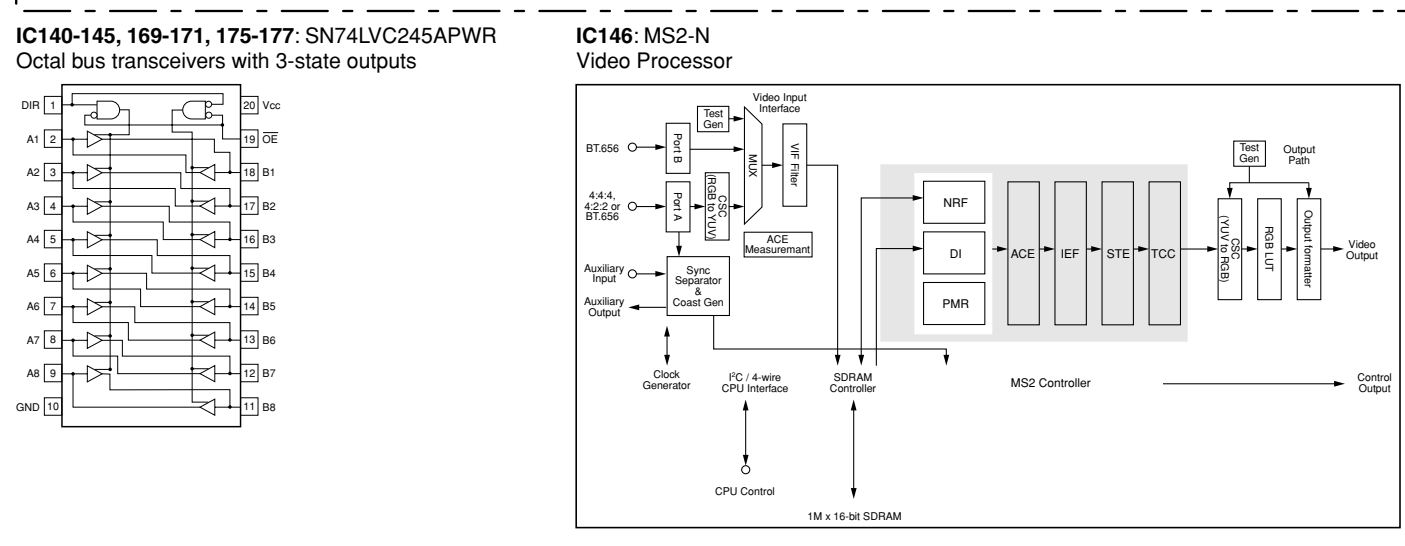 IC140-145, 169-171, 175-177: SN74LVC245APWR
Octal bus transceivers with 3-state outputs
DIR 1
A1 2
A2 3
A3 4
A4 5
A5 6
A6 7
A7 8
A8 9
GND 10
20 Vcc
19 OE
18 B1
17 B2
16 B3
15 B4
14 B5
13 B6
12 B7
11 B8
IC146: MS2-N
Video Processor
Video Input
Interface
Test
Gen
BT.656
Port B
MUX
VIF Filter
4:4:4,
4:2:2 or
BT.656
Port A
CSC
(RGB to YUV)
ACE
Measuremant
Auxiliary
Input
Sync
Separator
&
Coast Gen
Auxiliary
Output
Clock
Generator
I²C / 4-wire
CPU Interface
SDRAM
Controller
CPU Control
1M x 16-bit SDRAM
NRF
DI
PMR
ACE
IEF
STE
TCC
MS2 Controller
Test
Gen
Output
Path
CSC
(YUV to RGB)
RGB LUT
Output formatter
Video
Output
Control
Output